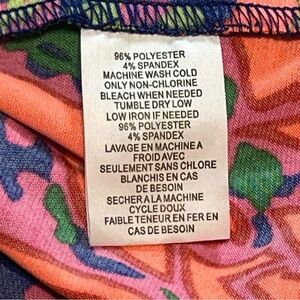 96% POLYESTER
4% SPANDEX
MACHINE WASH COLD
ONLY NON-CHLORINE
BLEACH WHEN NEEDED
TUMBLE DRY LOW
LOW IRON IF NEEDED
96% POLYESTER
4% SPANDEX
LAVAGE EN MACHINE A
FROID AVEC
SEULEMENT SANS CHLORE
BLANCHIS EN CAS
DE BESOIN
SECHER A LA MACHINE
CYCLE DOUX
FAIBLE TENEUR EN FER EN
CAS DE BESOIN